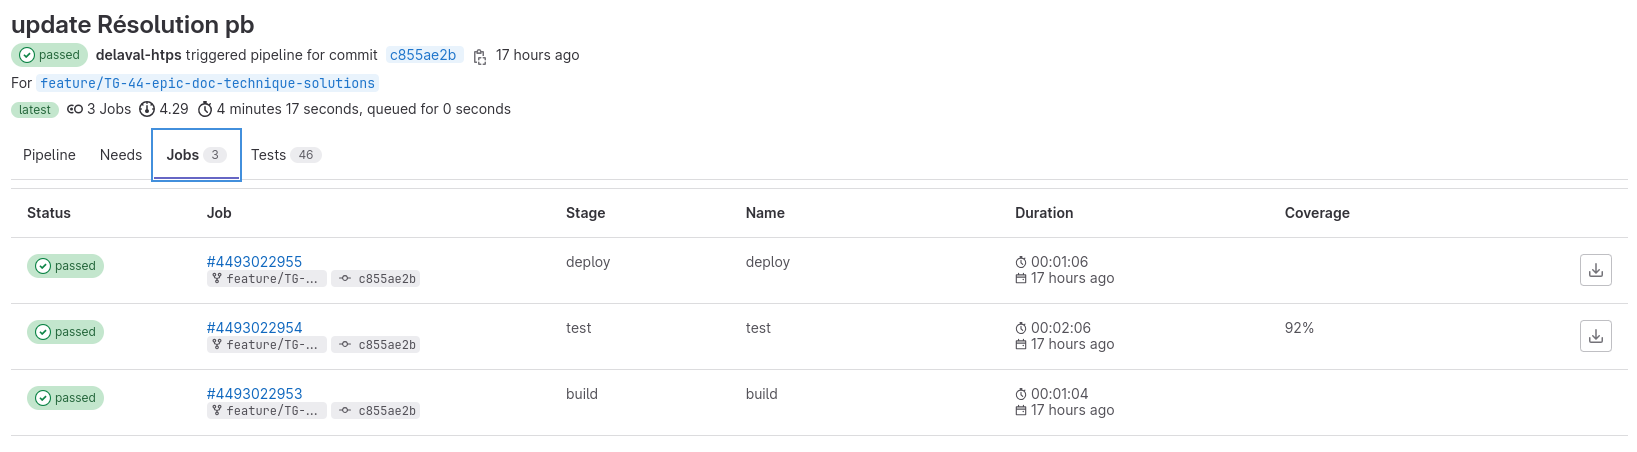 update Résolution pb
passed delaval-htps triggered pipeline for commit c855ae2b 17 hours ago
For feature/TG-44-epic-doc-technique-solutions
latest 3 Jobs 4.29 4 minutes 17 seconds, queued for 0 seconds
Pipeline Needs Jobs 3 Tests 46
Status Job Stage Name Duration Coverage
passed #4493022955 deploy deploy 00:01:06
feature/TG-... c855ae2b 17 hours ago
passed #4493022954 test test 00:02:06 92%
feature/TG-... c855ae2b 17 hours ago
passed #4493022953 build build 00:01:04
feature/TG-... c855ae2b 17 hours ago